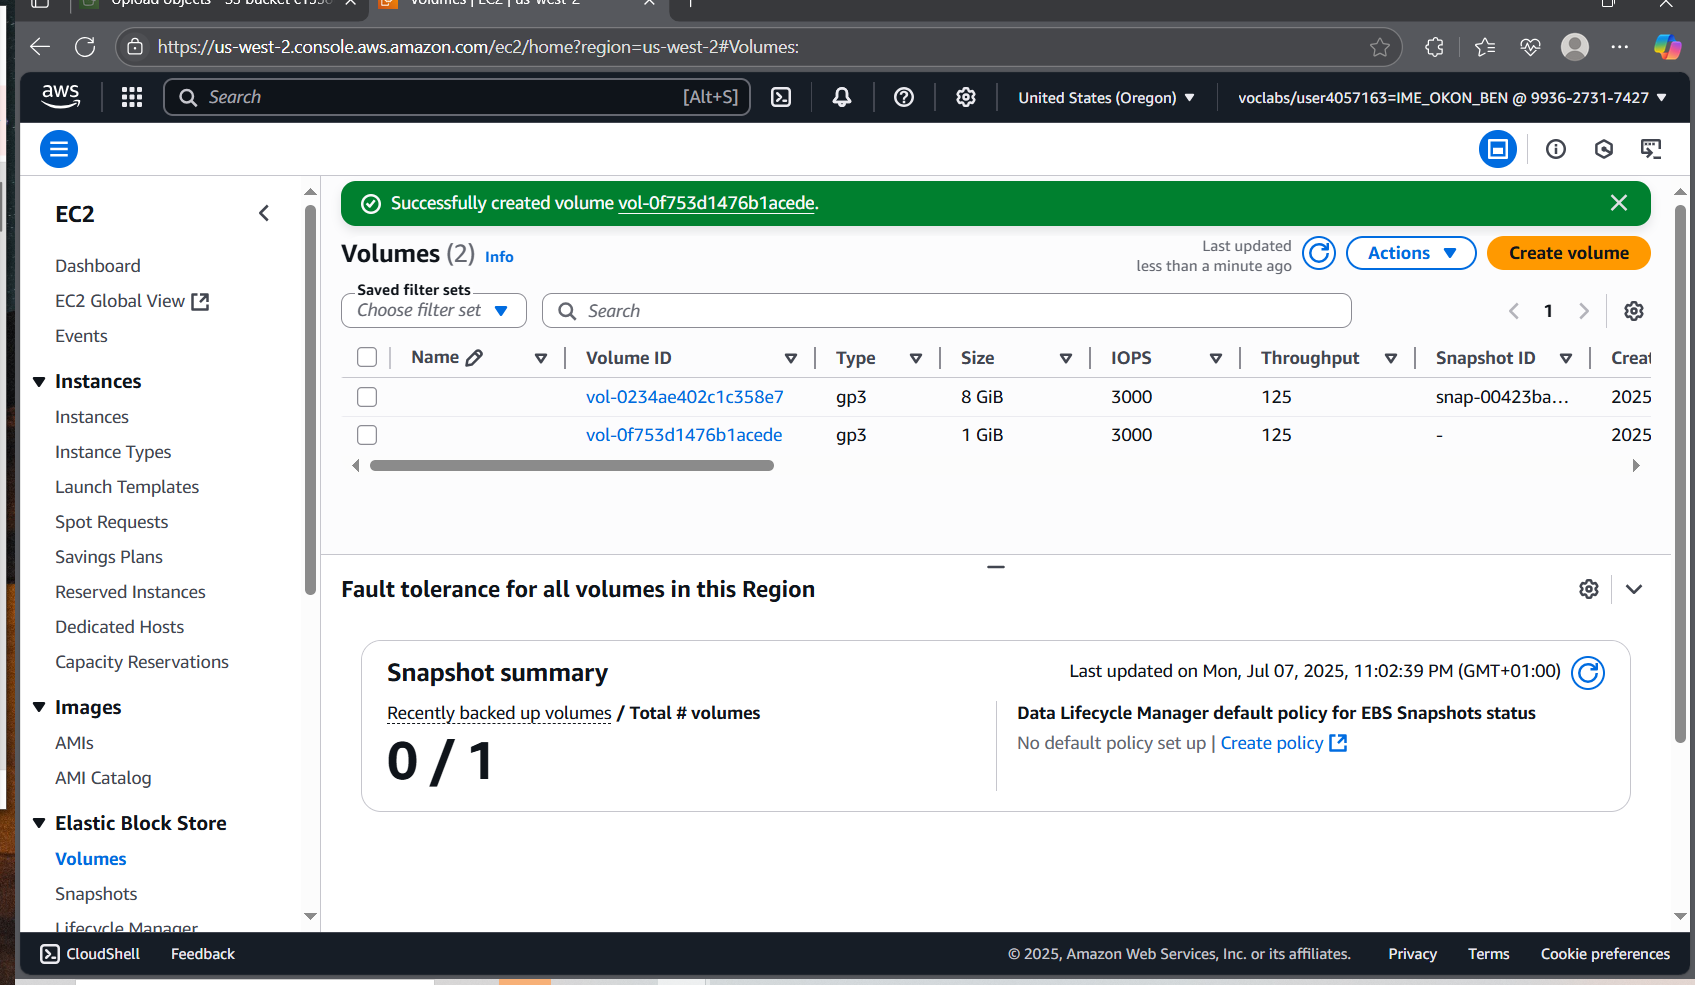 Upload objects - S3 bucket e1330
Volumes | EC2 | us-west-2
https://us-west-2.console.aws.amazon.com/ec2/home?region=us-west-2#Volumes:
aws
Search [Alt+S]
United States (Oregon)
voclabs/user4057163=IME_OKON_BEN @ 9936-2731-7427
EC2
Dashboard
EC2 Global View
Events
Instances
Instances
Instance Types
Launch Templates
Spot Requests
Savings Plans
Reserved Instances
Dedicated Hosts
Capacity Reservations
Images
AMIs
AMI Catalog
Elastic Block Store
Volumes
Snapshots
Lifecycle Manager
Successfully created volume vol-0f753d1476b1acede.
Volumes (2) Info
Last updated
less than a minute ago
Actions
Create volume
Saved filter sets
Choose filter set
Search
1
Name Volume ID Type Size IOPS Throughput Snapshot ID Creat
vol-0234ae402c1c358e7 gp3 8 GiB 3000 125 snap-00423ba... 2025
vol-0f753d1476b1acede gp3 1 GiB 3000 125 - 2025
Fault tolerance for all volumes in this Region
Snapshot summary
Last updated on Mon, Jul 07, 2025, 11:02:39 PM (GMT+01:00)
Recently backed up volumes / Total # volumes
0 / 1
Data Lifecycle Manager default policy for EBS Snapshots status
No default policy set up | Create policy
CloudShell Feedback
© 2025, Amazon Web Services, Inc. or its affiliates. Privacy Terms Cookie preferences